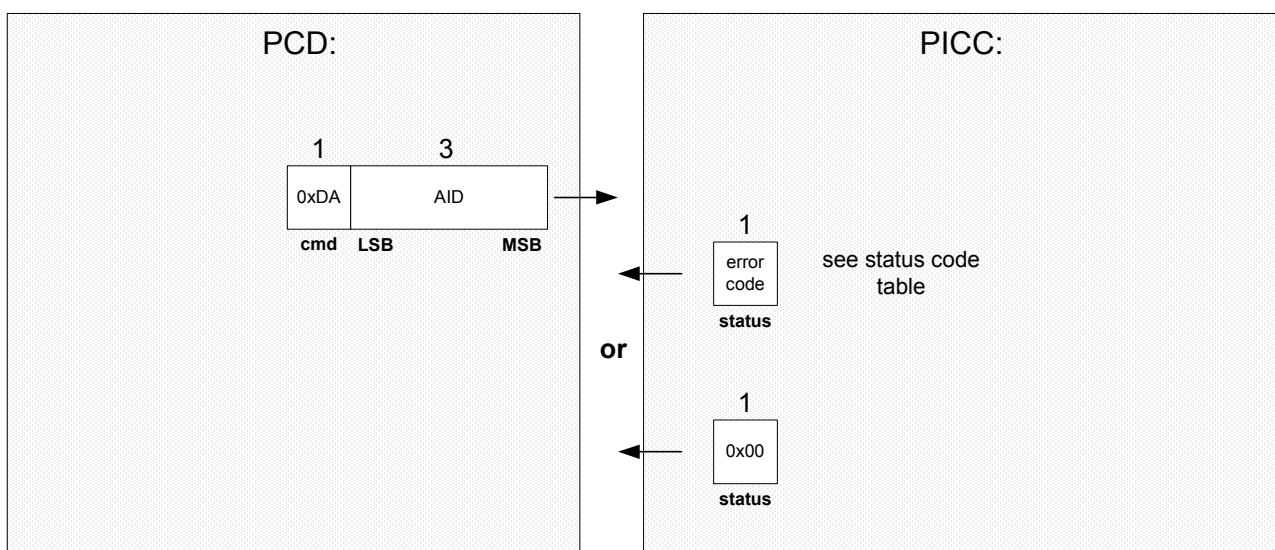 PCD:
PICC:
1 3
0xDA AID
cmd LSB MSB
1
error
code
see status code
table
status
or
1
0x00
status